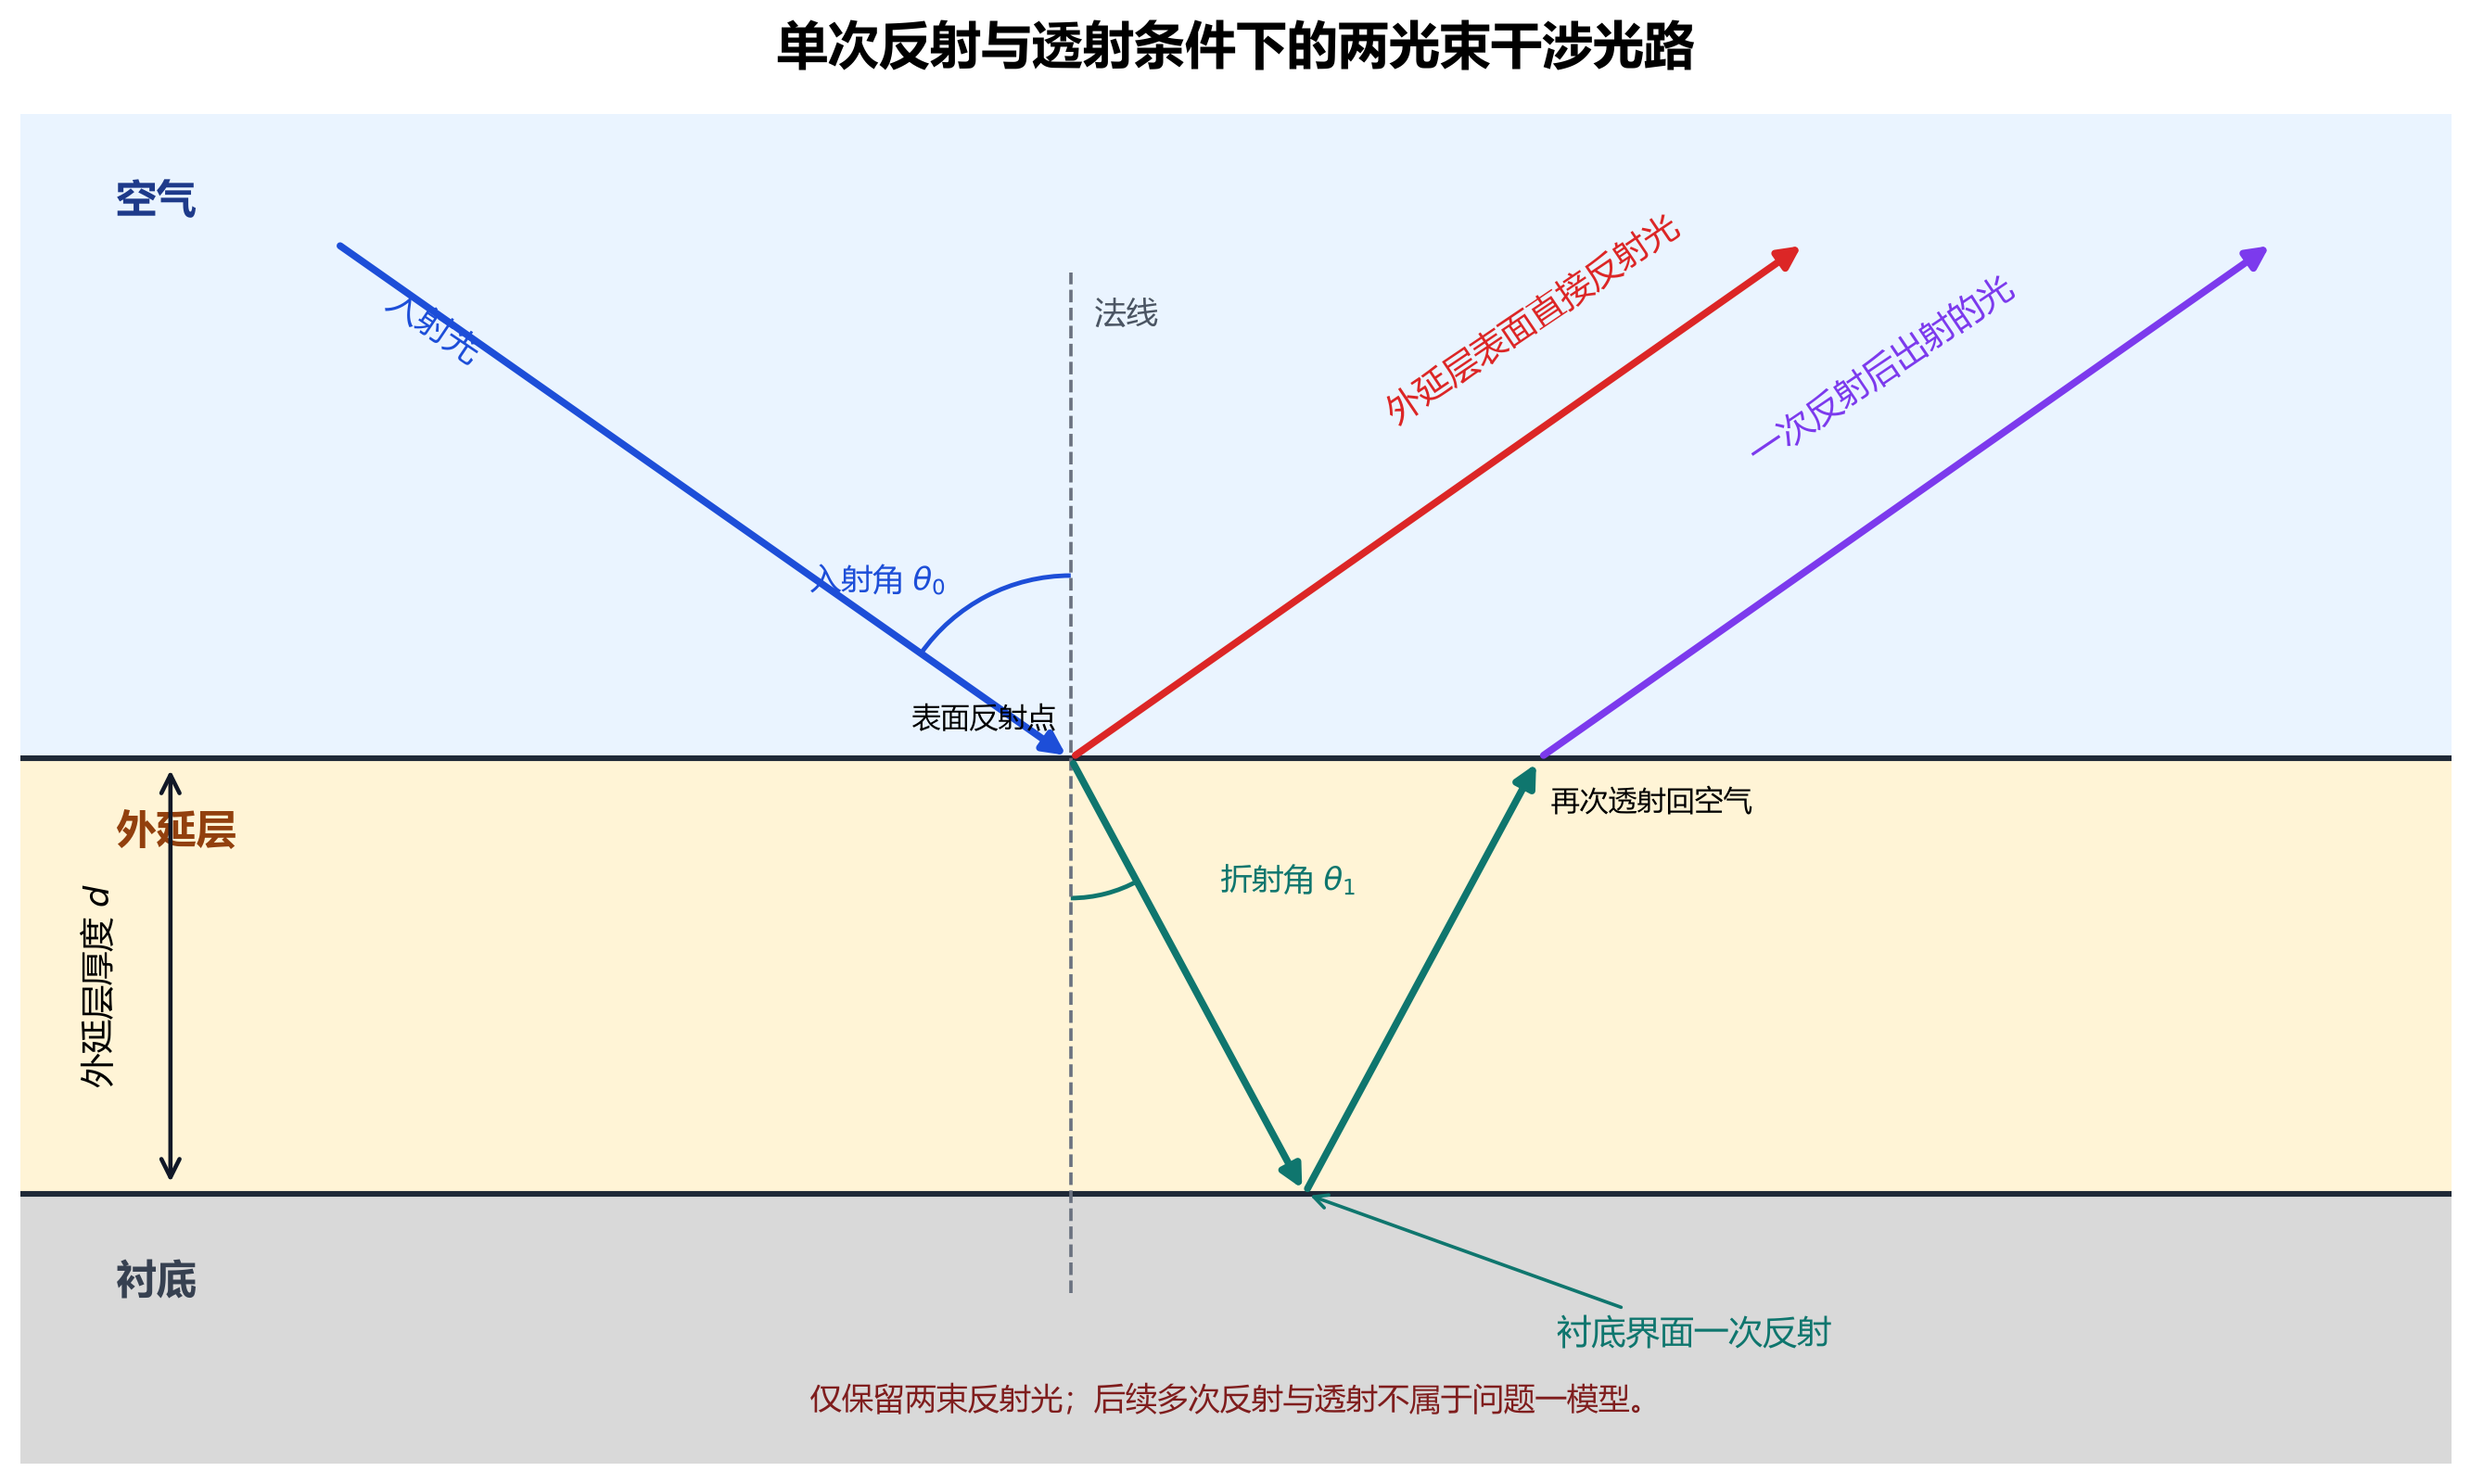 单次反射与透射条件下的两光束干涉光路
空气
入射光
法线
外延层表面直接反射光
一次反射后出射的光
入射角 θ₀
表面反射点
外延层
再次透射回空气
折射角 θ₁
外延层厚度 d
衬底
衬底界面一次反射
仅保留两束反射光；后续多次反射与透射不属于问题一模型。